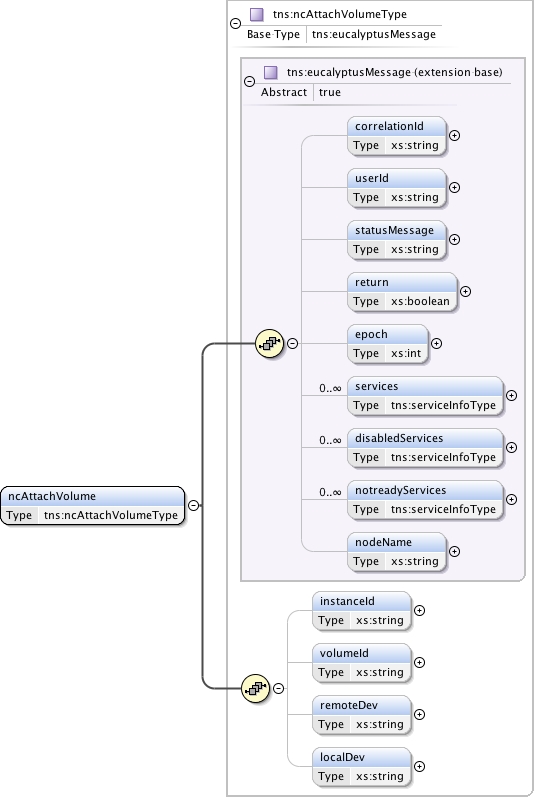 tns:ncAttachVolumeType
Base Type tns:eucalyptusMessage
tns:eucalyptusMessage (extension base)
Abstract true
correlationId
Type xs:string
userId
Type xs:string
statusMessage
Type xs:string
return
Type xs:boolean
epoch
Type xs:int
0..∞ services
Type tns:serviceInfoType
0..∞ disabledServices
Type tns:serviceInfoType
0..∞ notreadyServices
Type tns:serviceInfoType
nodeName
Type xs:string
ncAttachVolume
Type tns:ncAttachVolumeType
instanceId
Type xs:string
volumeId
Type xs:string
remoteDev
Type xs:string
localDev
Type xs:string